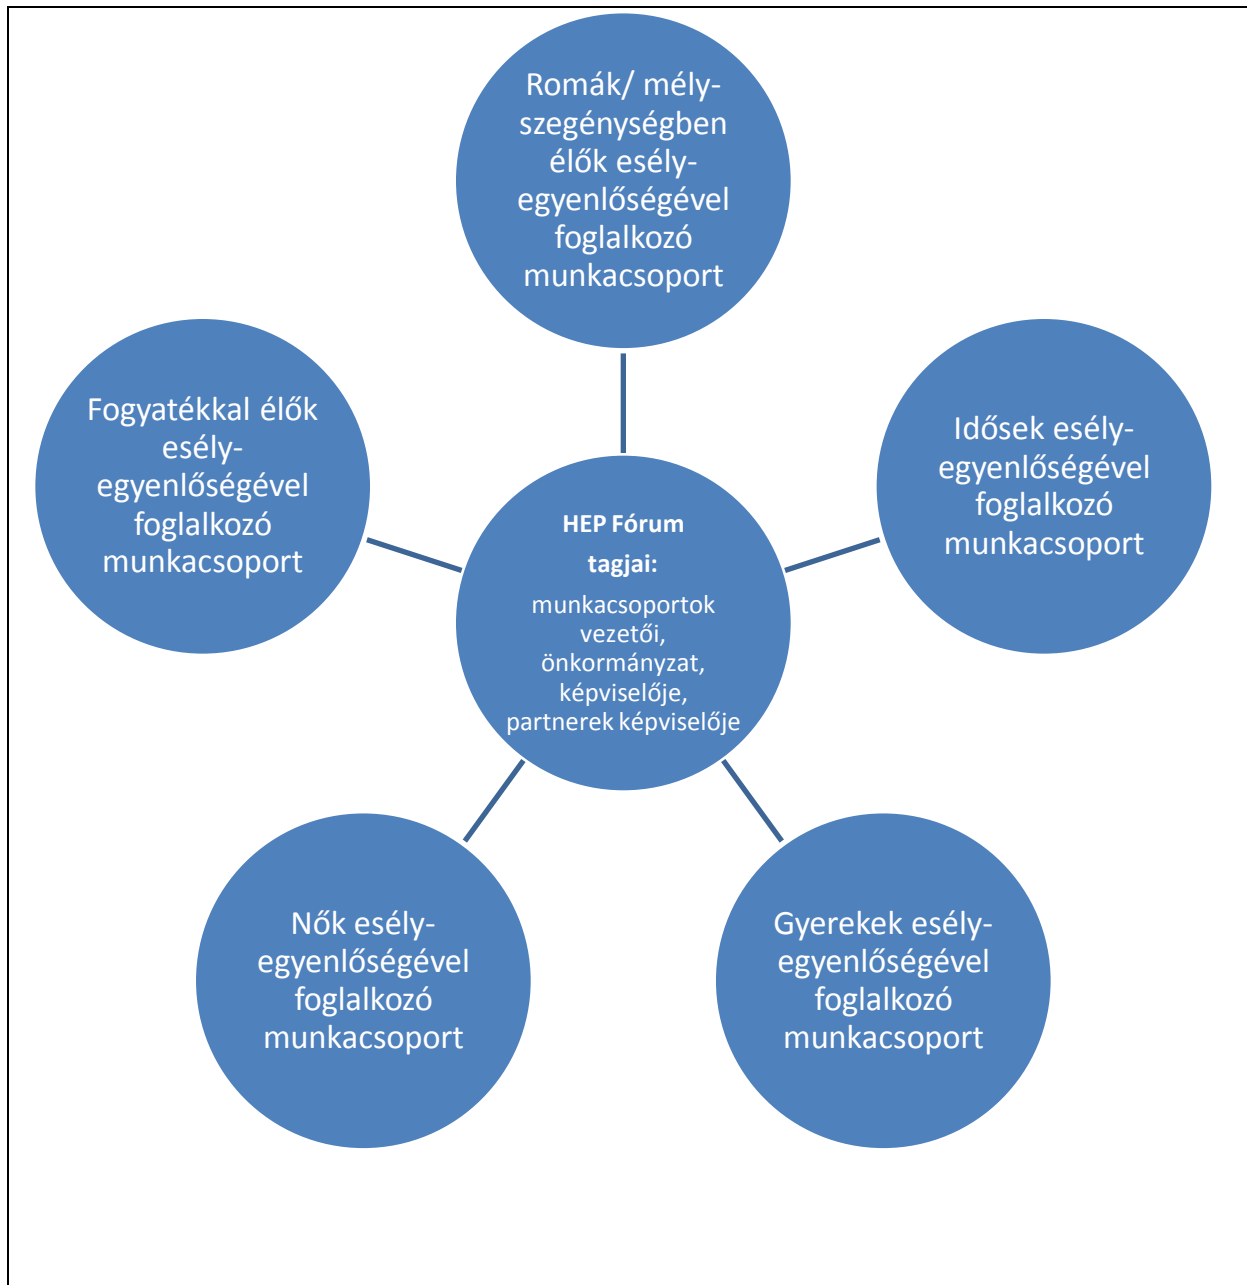 Romák/ mély-
szegénységben
élők esély-
egyenlőségével
foglalkozó
munkacsoport
Fogyatékkal élők
esély-
egyenlőségével
foglalkozó
munkacsoport
Idősek esély-
egyenlőségével
foglalkozó
munkacsoport
HEP Fórum
tagjai:
munkacsoportok
vezetői,
önkormányzat,
képviselője,
partnerek képviselője
Nők esély-
egyenlőségével
foglalkozó
munkacsoport
Gyerekek esély-
egyenlőségével
foglalkozó
munkacsoport